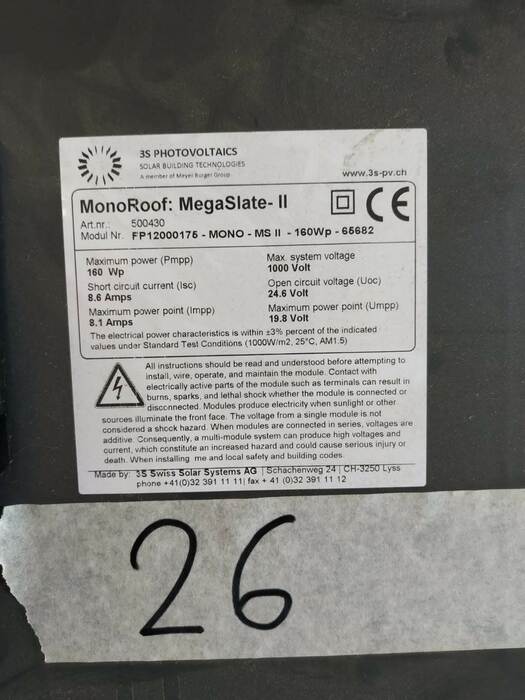 3S PHOTOVOLTAICS
SOLAR BUILDING TECHNOLOGIES
A member of Meyer Burger Group
www.3s-pv.ch
MonoRoof: MegaSlate- II
CE
Art.nr.: 500430
Modul Nr. FP12000175 - MONO - MS II - 160Wp - 65682
Maximum power (Pmpp)
160 Wp
Short circuit current (Isc)
8.6 Amps
Maximum power point (Impp)
8.1 Amps
Max. system voltage
1000 Volt
Open circuit voltage (Uoc)
24.6 Volt
Maximum power point (Umpp)
19.8 Volt
The electrical power characteristics is within ±3% percent of the indicated
values under Standard Test Conditions (1000W/m2, 25°C, AM1.5)
All instructions should be read and understood before attempting to
install, wire, operate, and maintain the module. Contact with
electrically active parts of the module such as terminals can result in
burns, sparks, and lethal shock whether the module is connected or
disconnected. Modules produce electricity when sunlight or other
sources illuminate the front face. The voltage from a single module is not
considered a shock hazard. When modules are connected in series, voltages are
additive. Consequently, a multi-module system can produce high voltages and
current, which constitute an increased hazard and could cause serious injury or
death. When installing me and local safety and building codes.
Made by: 3S Swiss Solar Systems AG | Schachenweg 24 | CH-3250 Lyss
phone +41(0)32 391 11 11| fax + 41 (0)32 391 11 12
26